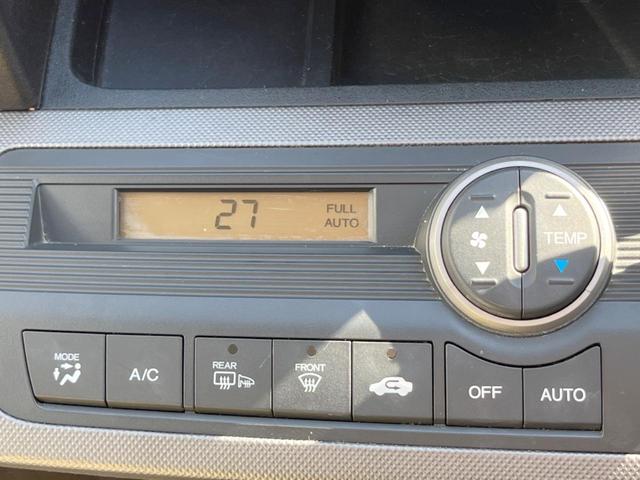 27
FULL
AUTO
TEMP
MODE
A/C
REAR
FRONT
OFF
AUTO